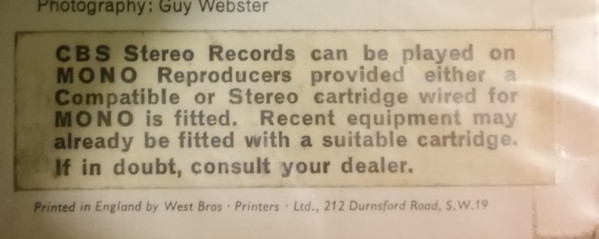 Photography: Guy Webster
CBS Stereo Records can be played on
MONO Reproducers provided either a
Compatible or Stereo cartridge wired for
MONO is fitted. Recent equipment may
already be fitted with a suitable cartridge.
If in doubt, consult your dealer.
Printed in England by West Bros · Printers · Ltd., 212 Durnsford Road, S.W.19